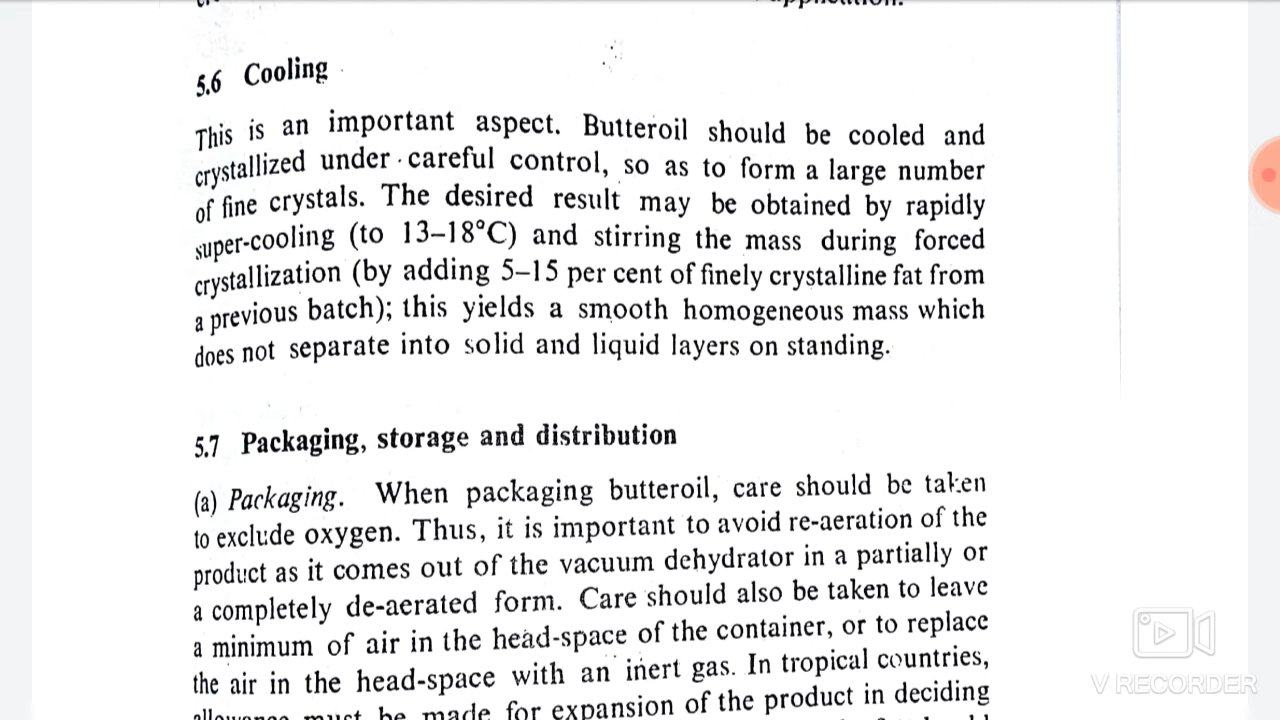 5.6 Cooling
This is an important aspect. Butteroil should be cooled and
crystallized under careful control, so as to form a large number
of fine crystals. The desired result may be obtained by rapidly
super-cooling (to 13–18°C) and stirring the mass during forced
crystallization (by adding 5–15 per cent of finely crystalline fat from
a previous batch); this yields a smooth homogeneous mass which
does not separate into solid and liquid layers on standing.
5.7 Packaging, storage and distribution
(a) Packaging. When packaging butteroil, care should be taken
to exclude oxygen. Thus, it is important to avoid re-aeration of the
product as it comes out of the vacuum dehydrator in a partially or
a completely de-aerated form. Care should also be taken to leave
a minimum of air in the head-space of the container, or to replace
the air in the head-space with an inert gas. In tropical countries,
allowance must be made for expansion of the product in deciding
V RECORDER